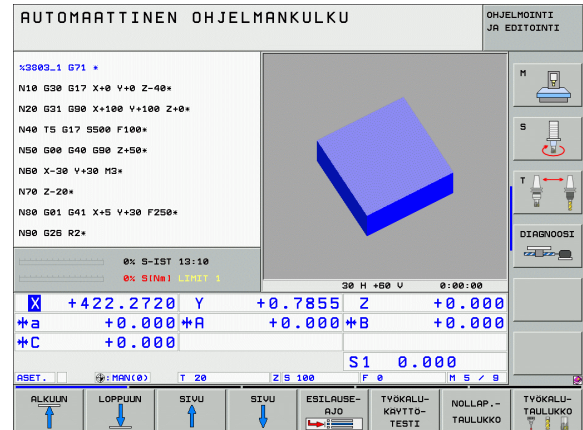 AUTOMAATTINEN OHJELMANKULKU
OHJELMOINTI
JA EDITOINTI
%3803_1 G71 *
N10 G30 G17 X+0 Y+0 Z-40*
N20 G31 G90 X+100 Y+100 Z+0*
N40 T5 G17 S500 F100*
N50 G00 G40 G90 Z+50*
N60 X-30 Y+30 M3*
N70 Z-20*
N80 G01 G41 X+5 Y+30 F250*
N90 G26 R2*
0% S-IST 13:10
0% S[Nm] LIMIT 1
30 H +60 V 0:00:00
X +422.2720 Y +0.7855 Z +0.000
a +0.000 A +0.000 B +0.000
C +0.000
S1 0.000
ASET. :MAN(0) T 20 Z S 100 F 0 M 5 / 9
M
S
T
DIAGNOOSI
ALKUUN
LOPPUUN
SIVU
SIVU
ESILAUSE-
AJO
TYÖKALU-
KÄYTTÖ-
TESTI
NOLLAP.-
TAULUKKO
TYÖKALU-
TAULUKKO